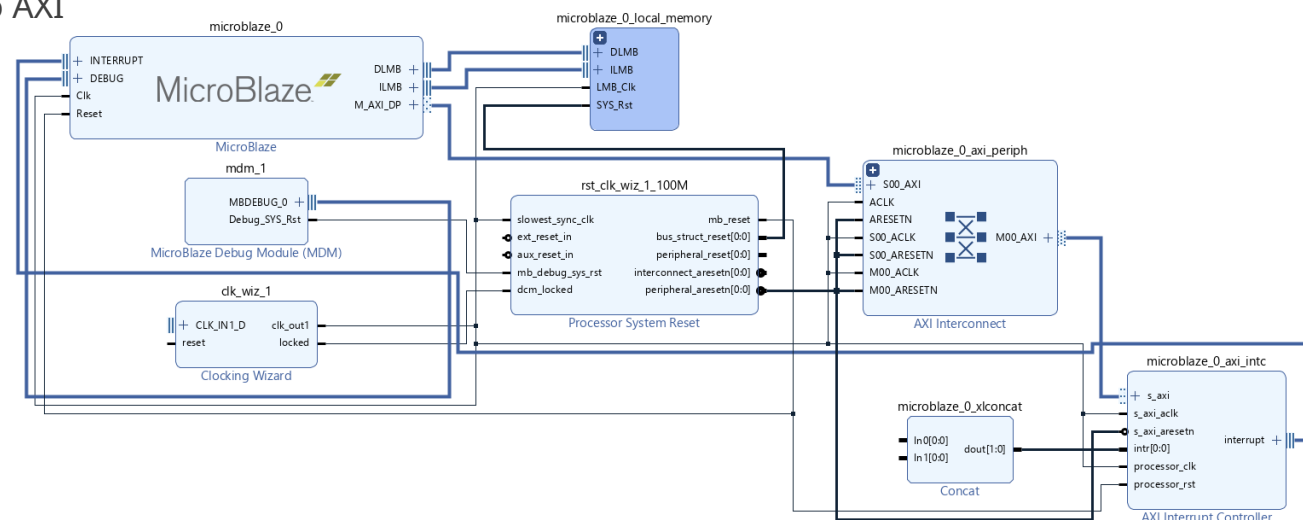 AXI
microblaze_0
INTERRUPT
DEBUG
Clk
Reset
MicroBlaze
DLMB
ILMB
M_AXI_DP
MicroBlaze
microblaze_0_local_memory
DLMB
ILMB
LMB_Clk
SYS_Rst
mdm_1
MBDEBUG_0
Debug_SYS_Rst
MicroBlaze Debug Module (MDM)
rst_clk_wiz_1_100M
slowest_sync_clk
ext_reset_in
aux_reset_in
mb_debug_sys_rst
dcm_locked
mb_reset
bus_struct_reset[0:0]
peripheral_reset[0:0]
interconnect_aresetn[0:0]
peripheral_aresetn[0:0]
Processor System Reset
microblaze_0_axi_periph
S00_AXI
ACLK
ARESETN
S00_ACLK
S00_ARESETN
M00_ACLK
M00_ARESETN
M00_AXI
AXI Interconnect
clk_wiz_1
CLK_IN1_D
reset
clk_out1
locked
Clocking Wizard
microblaze_0_xlconcat
In0[0:0]
In1[0:0]
dout[1:0]
Concat
microblaze_0_axi_intc
s_axi
s_axi_aclk
s_axi_aresetn
intr[0:0]
processor_clk
processor_rst
interrupt
AXI Interrupt Controller